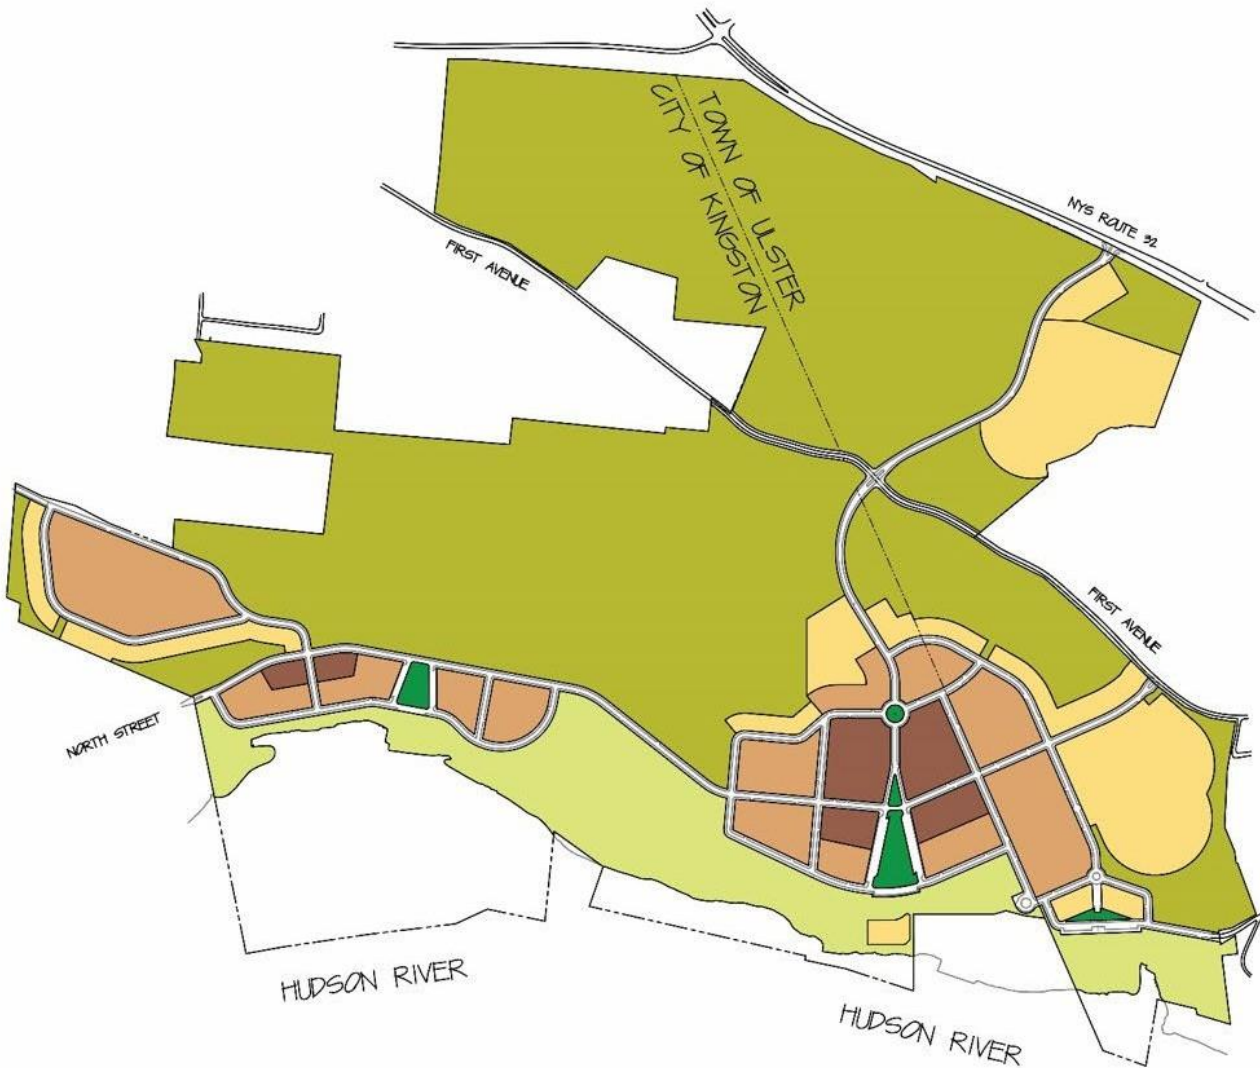 TOWN OF ULSTER
CITY OF KINGSTON
NYS ROUTE 32
FIRST AVENUE
FIRST AVENUE
NORTH STREET
HUDSON RIVER
HUDSON RIVER